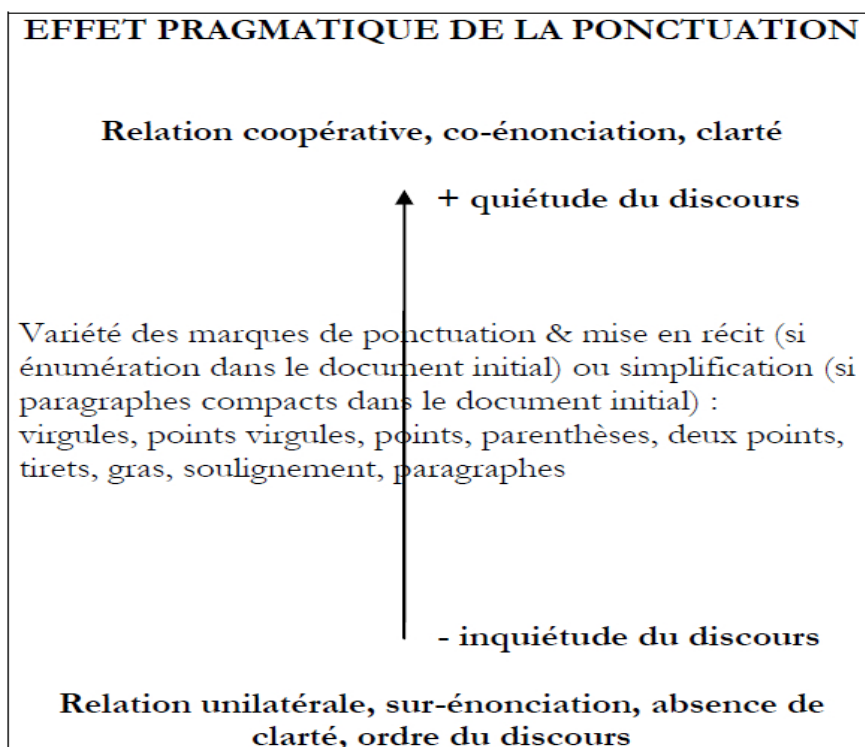 EFFET PRAGMATIQUE DE LA PONCTUATION
Relation coopérative, co-énonciation, clarté
+ quiétude du discours
Variété des marques de ponctuation & mise en récit (si
énumération dans le document initial) ou simplification (si
paragraphes compacts dans le document initial) :
virgules, points virgules, points, parenthèses, deux points,
tirets, gras, soulignement, paragraphes
- inquiétude du discours
Relation unilatérale, sur-énonciation, absence de
clarté, ordre du discours